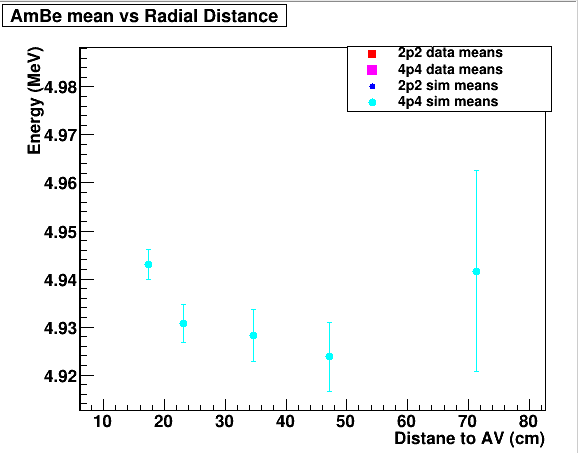 AmBe mean vs Radial Distance
2p2 data means
4p4 data means
2p2 sim means
4p4 sim means
Energy (MeV)
4.98
4.97
4.96
4.95
4.94
4.93
4.92
10 20 30 40 50 60 70 80
Distane to AV (cm)